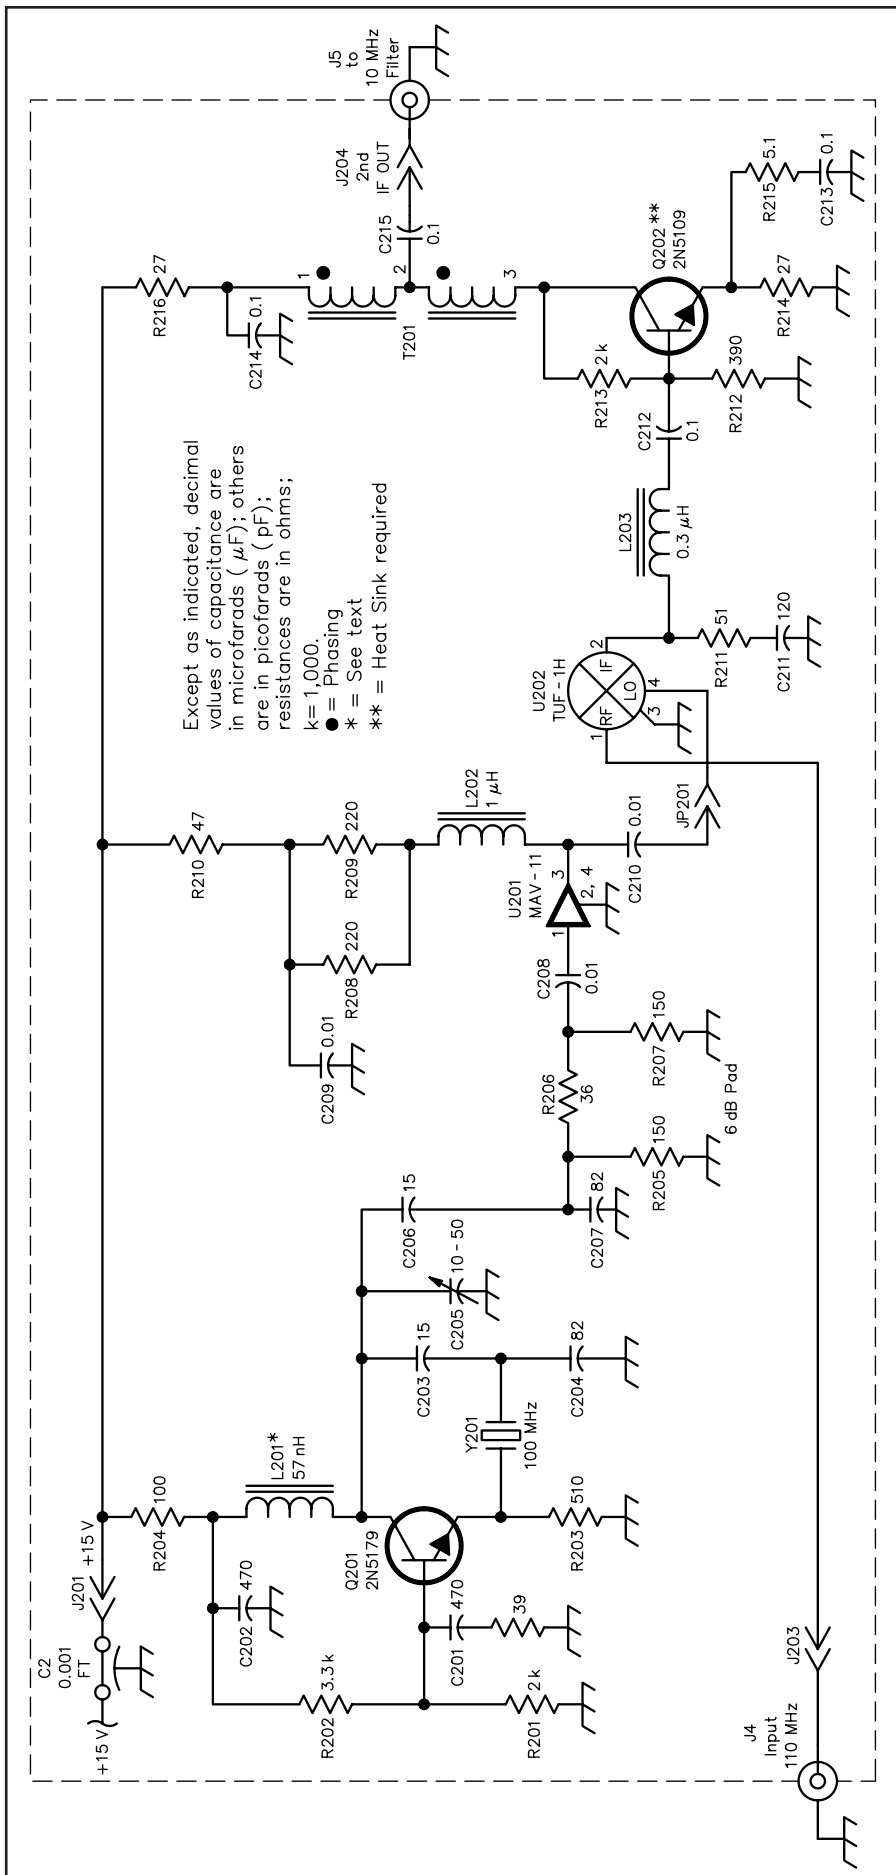 +15 V
C2
0.001
FT
J201
+15 V
R204
100
C202
470
L201*
57 nH
R202
3.3 k
R201
2 k
C201
470
39
Q201
2N5179
R203
510
Y201
100 MHz
C203
15
C204
82
C205
10 - 50
C206
15
C207
82
R205
150
R206
36
R207
150
6 dB Pad
C208
0.01
C209
0.01
R208
220
R209
220
R210
47
U201
MAV - 11
1
3
2, 4
L202
1 μH
C210
0.01
JP201
U202
TUF - 1H
1
RF
IF
2
LO
3
4
R211
51
C211
120
L203
0.3 μH
C212
0.1
R213
2 k
R212
390
Q202 **
2N5109
R214
27
R215
5.1
C213
0.1
R216
27
C214
0.1
T201
1
2
3
C215
0.1
J204
2nd
IF OUT
J5
to
10 MHz
Filter
J203
J4
Input
110 MHz
Except as indicated, decimal
values of capacitance are
in microfarads ( μF); others
are in picofarads ( pF);
resistances are in ohms;
k= 1,000.
● = Phasing
* = See text
** = Heat Sink required